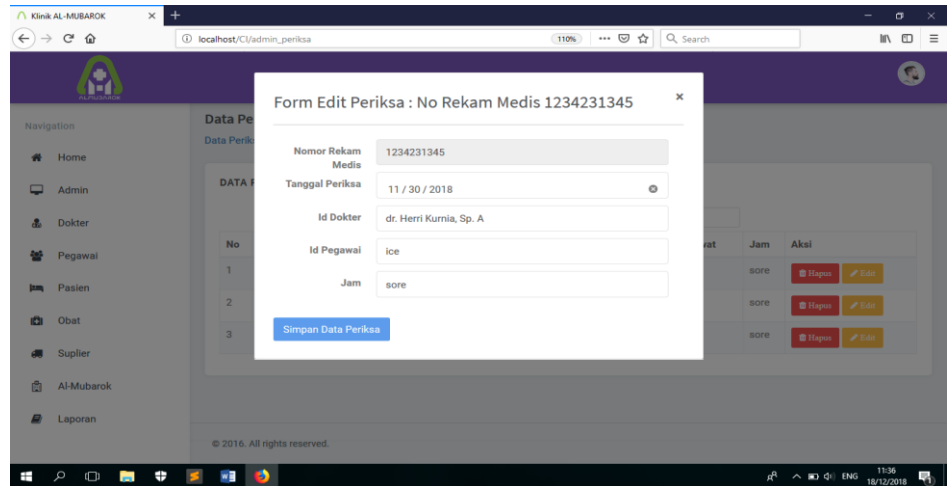 Klinik AL-MUBAROK
localhost/CI/admin_periksa
110%
Search
ALMUBAROK
Navigation
Home
Admin
Dokter
Pegawai
Pasien
Obat
Suplier
Al-Mubarok
Laporan
Data Pe
Data Perik
DATA P
Form Edit Periksa : No Rekam Medis 1234231345
×
Nomor Rekam Medis 1234231345
Tanggal Periksa 11 / 30 / 2018
Id Dokter dr. Herri Kurnia, Sp. A
Id Pegawai ice
Jam sore
Simpan Data Periksa
No vat Jam Aksi
1 sore Hapus Edit
2 sore Hapus Edit
3 sore Hapus Edit
© 2016. All rights reserved.
ENG
11:36
18/12/2018